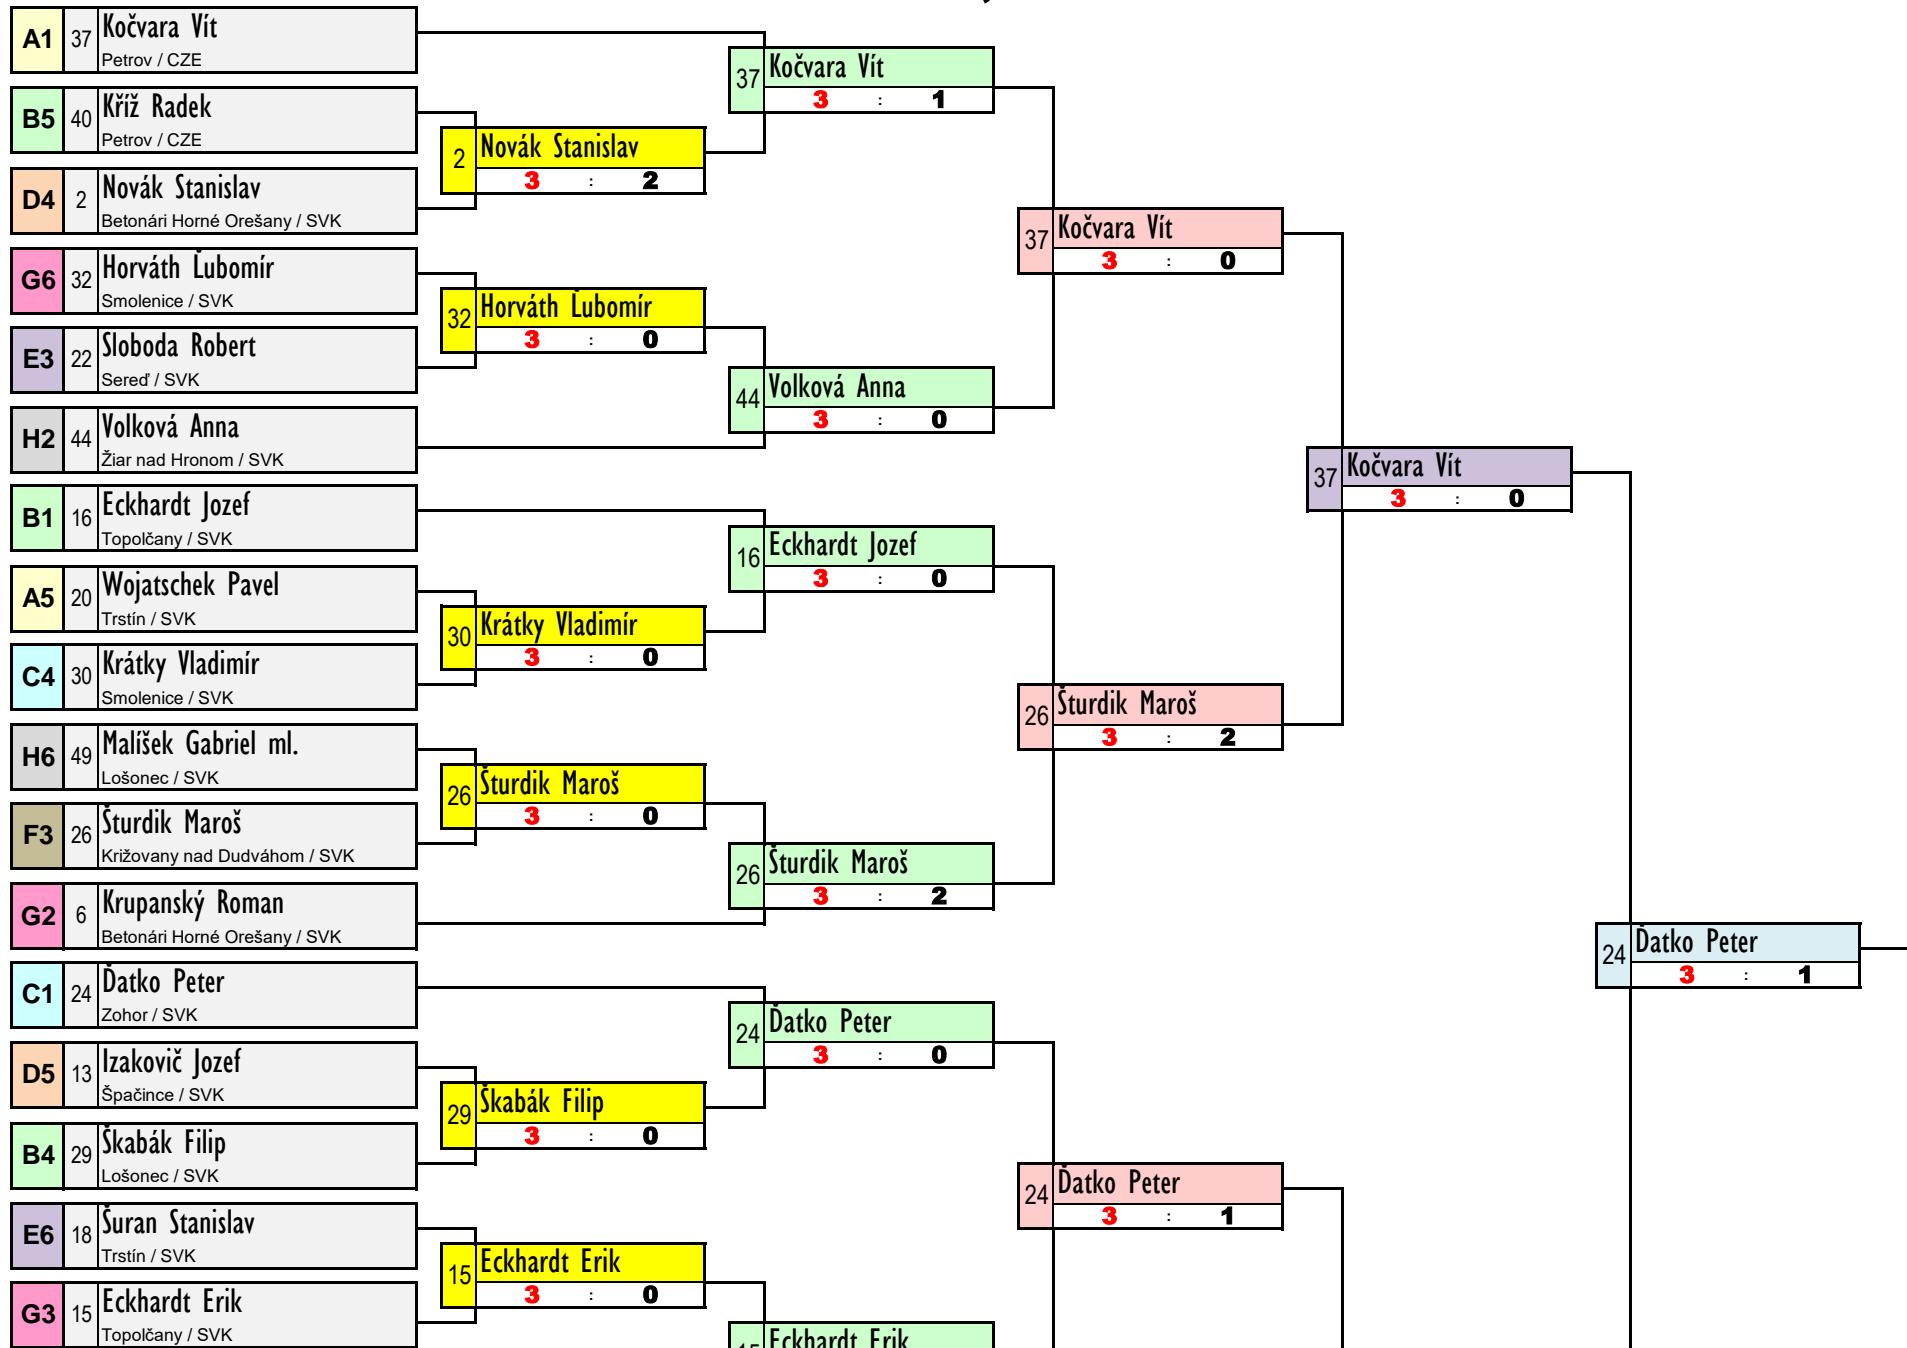 A1 37 Kočvara Vít
Petrov / CZE
B5 40 Kříž Radek
Petrov / CZE
D4 2 Novák Stanislav
Betonári Horné Orešany / SVK
G6 32 Horváth Ľubomír
Smolenice / SVK
E3 22 Sloboda Robert
Sereď / SVK
H2 44 Volková Anna
Žiar nad Hronom / SVK
B1 16 Eckhardt Jozef
Topolčany / SVK
A5 20 Wojatschek Pavel
Trstín / SVK
C4 30 Krátky Vladimír
Smolenice / SVK
H6 49 Malíšek Gabriel ml.
Lošonec / SVK
F3 26 Šturdik Maroš
Križovany nad Dudváhom / SVK
G2 6 Krupanský Roman
Betonári Horné Orešany / SVK
C1 24 Ďatko Peter
Zohor / SVK
D5 13 Izakovič Jozef
Špačince / SVK
B4 29 Škabák Filip
Lošonec / SVK
E6 18 Šuran Stanislav
Trstín / SVK
G3 15 Eckhardt Erik
Topolčany / SVK
2 Novák Stanislav
3 : 2
32 Horváth Ľubomír
3 : 0
30 Krátky Vladimír
3 : 0
26 Šturdik Maroš
3 : 0
29 Škabák Filip
3 : 0
15 Eckhardt Erik
3 : 0
37 Kočvara Vít
3 : 1
44 Volková Anna
3 : 0
16 Eckhardt Jozef
3 : 0
26 Šturdik Maroš
3 : 2
24 Ďatko Peter
3 : 0
15 Eckhardt Erik
37 Kočvara Vít
3 : 0
26 Šturdik Maroš
3 : 2
24 Ďatko Peter
3 : 1
37 Kočvara Vít
3 : 0
24 Ďatko Peter
3 : 1